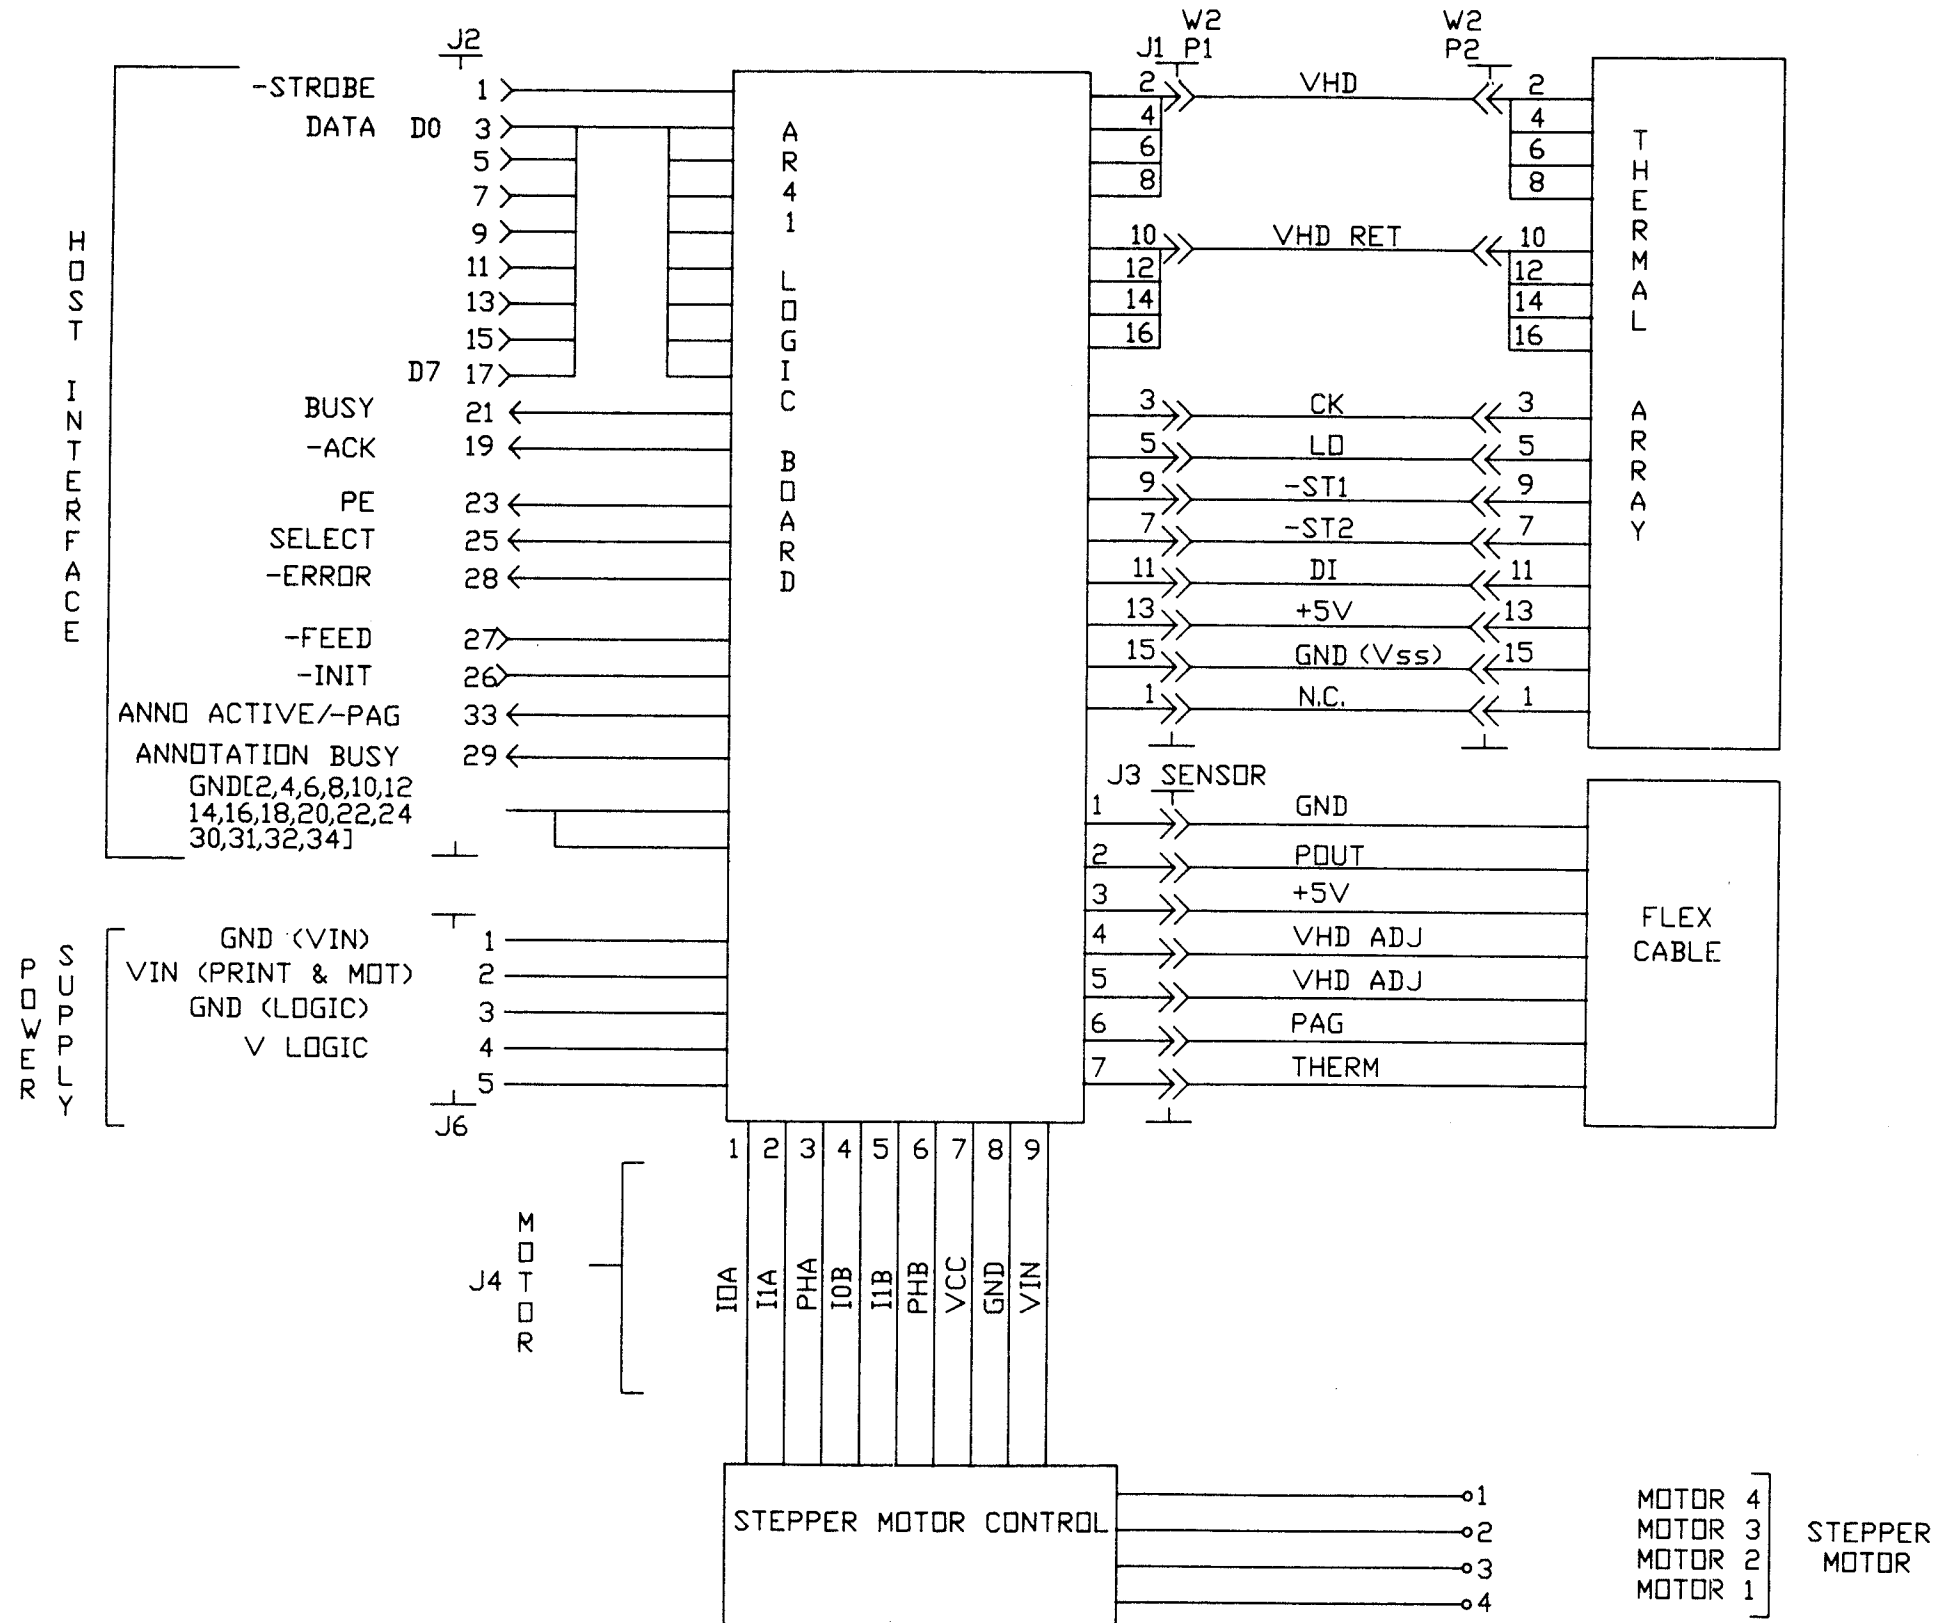 J2
-STROBE 1
DATA D0 3
5
7
9
11
13
15
D7 17
BUSY 21
-ACK 19
PE 23
SELECT 25
-ERROR 28
-FEED 27
-INIT 26
ANNO ACTIVE/-PAG 33
ANNOTATION BUSY 29
GND[2,4,6,8,10,12
14,16,18,20,22,24
30,31,32,34]
HOST INTERFACE
GND (VIN) 1
VIN (PRINT & MOT) 2
GND (LOGIC) 3
V LOGIC 4
5
J6
POWER
SUPPLY
AR41 LOGIC BOARD
W2
J1 P1
W2
P2
2 VHD 2
4 4
6 6
8 8
10 VHD RET 10
12 12
14 14
16 16
3 CK 3
5 LD 5
9 -ST1 9
7 -ST2 7
11 DI 11
13 +5V 13
15 GND (Vss) 15
1 N.C. 1
THERMAL ARRAY
J3 SENSOR
1 GND
2 POUT
3 +5V
4 VHD ADJ
5 VHD ADJ
6 PAG
7 THERM
FLEX
CABLE
1 2 3 4 5 6 7 8 9
J4
MOTOR
I0A
I1A
PHA
I0B
I1B
PHB
VCC
GND
VIN
STEPPER MOTOR CONTROL
1
2
3
4
MOTOR 4
MOTOR 3
MOTOR 2
MOTOR 1
STEPPER
MOTOR